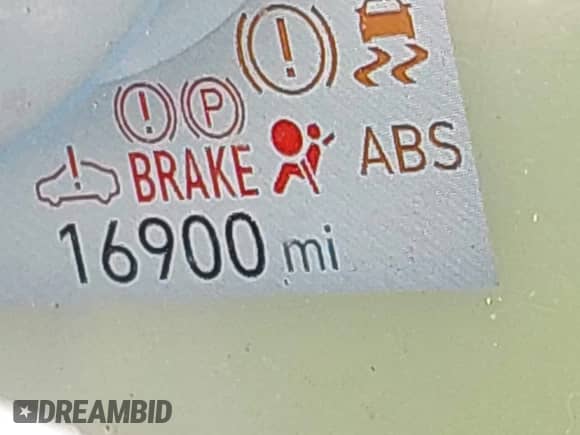 ! P !
BRAKE ABS
16900 mi
DREAMBID